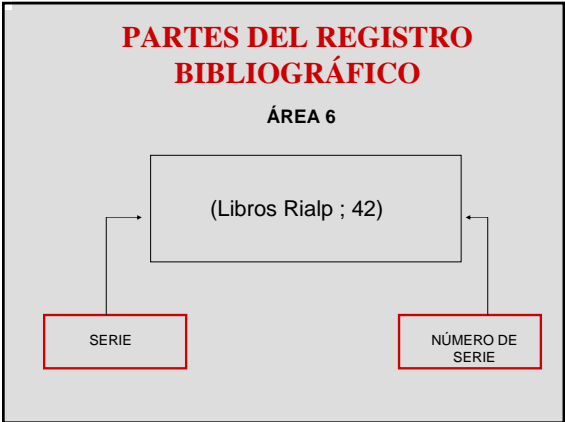 PARTES DEL REGISTRO
BIBLIOGRÁFICO
ÁREA 6
(Libros Rialp ; 42)
SERIE
NÚMERO DE
SERIE